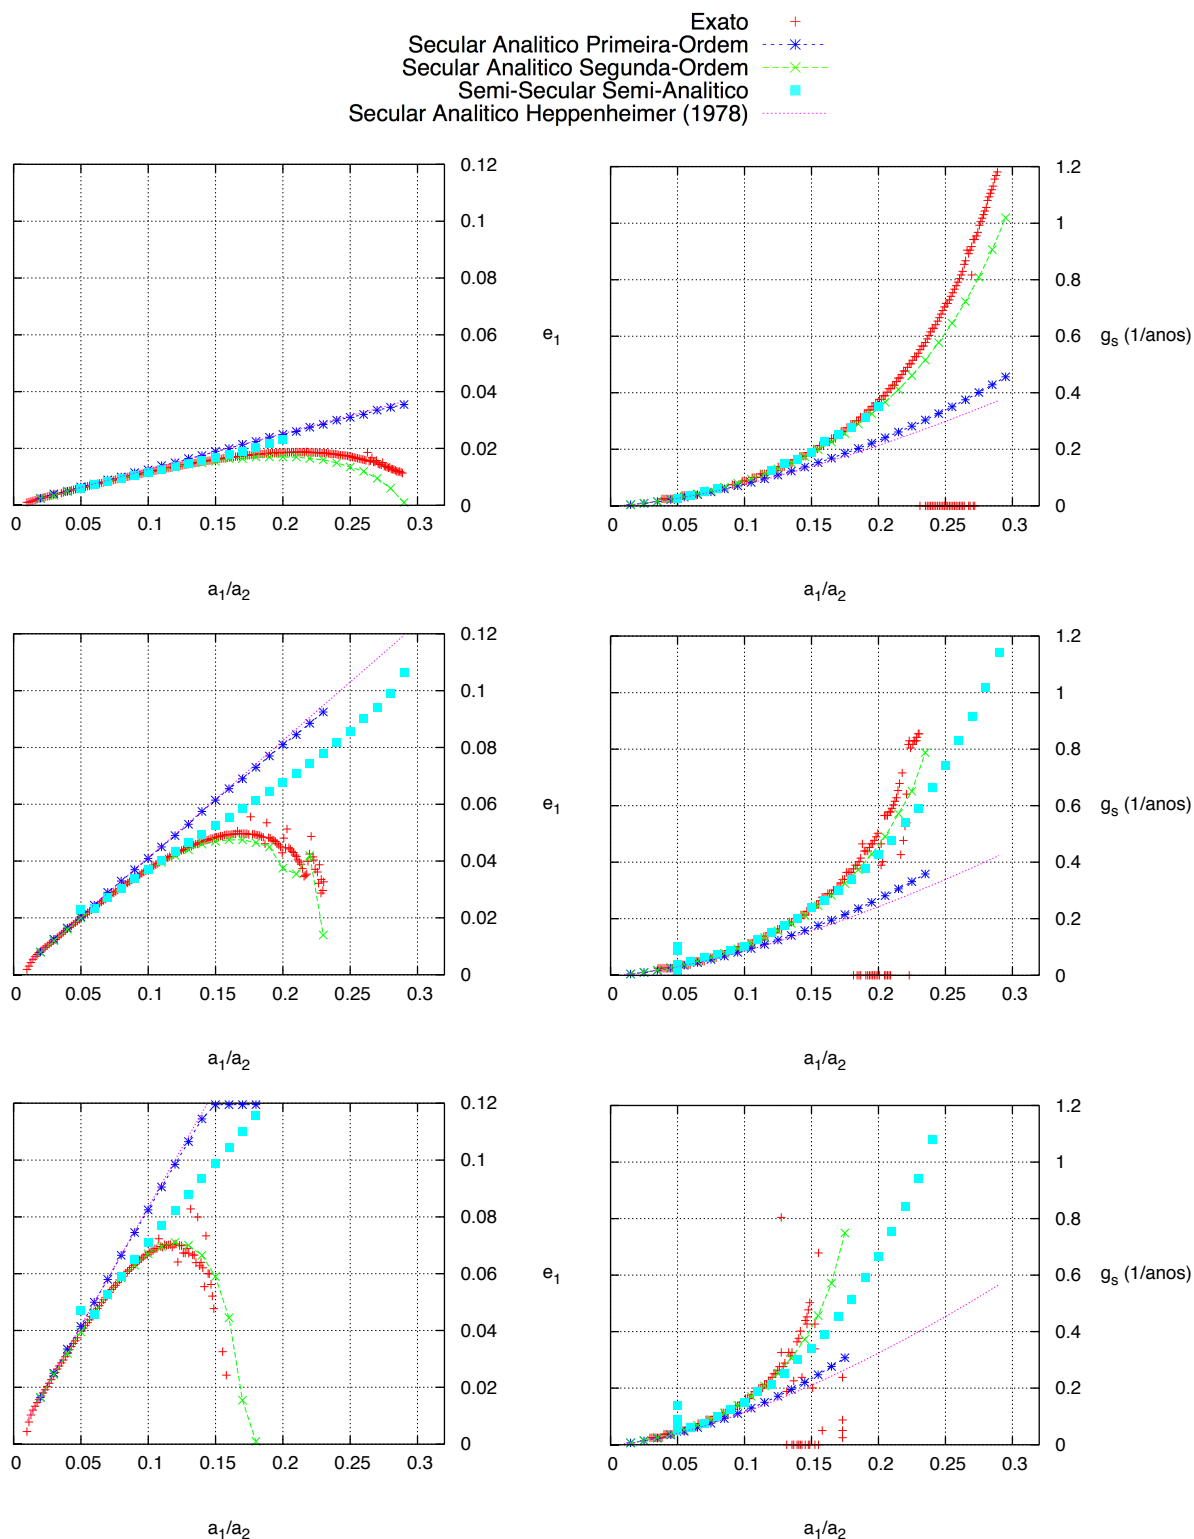 Exato
Secular Analitico Primeira-Ordem
Secular Analitico Segunda-Ordem
Semi-Secular Semi-Analitico
Secular Analitico Heppenheimer (1978)
0.12
0.1
0.08
0.06
0.04
0.02
0
e1
0 0.05 0.1 0.15 0.2 0.25 0.3
a1/a2
1.2
1
0.8
0.6
0.4
0.2
0
gs (1/anos)
0 0.05 0.1 0.15 0.2 0.25 0.3
a1/a2
0.12
0.1
0.08
0.06
0.04
0.02
0
e1
0 0.05 0.1 0.15 0.2 0.25 0.3
a1/a2
1.2
1
0.8
0.6
0.4
0.2
0
gs (1/anos)
0 0.05 0.1 0.15 0.2 0.25 0.3
a1/a2
0.12
0.1
0.08
0.06
0.04
0.02
0
e1
0 0.05 0.1 0.15 0.2 0.25 0.3
a1/a2
1.2
1
0.8
0.6
0.4
0.2
0
gs (1/anos)
0 0.05 0.1 0.15 0.2 0.25 0.3
a1/a2